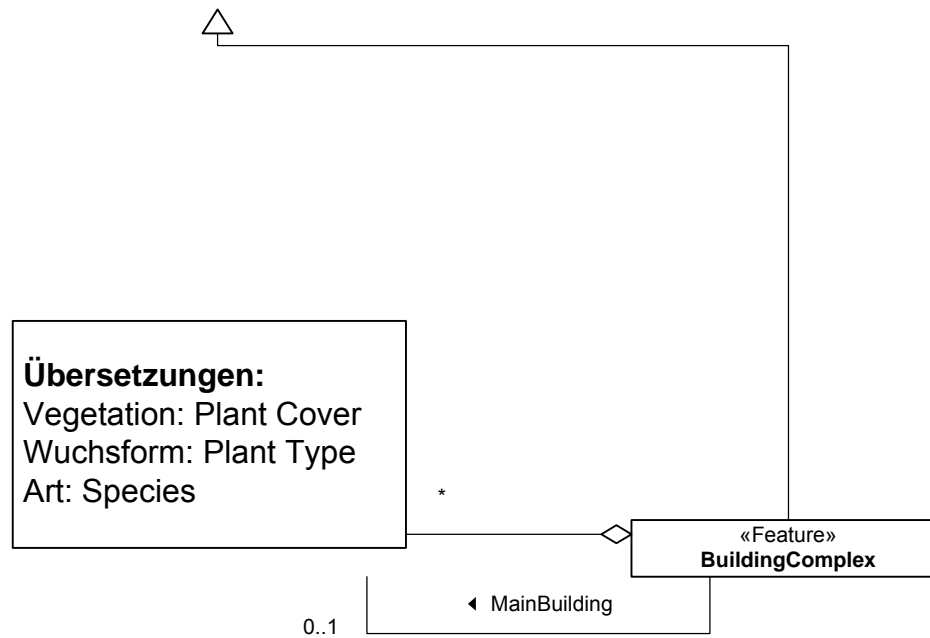 Übersetzungen:
Vegetation: Plant Cover
Wuchsform: Plant Type
Art: Species
*
«Feature»
BuildingComplex
MainBuilding
0..1